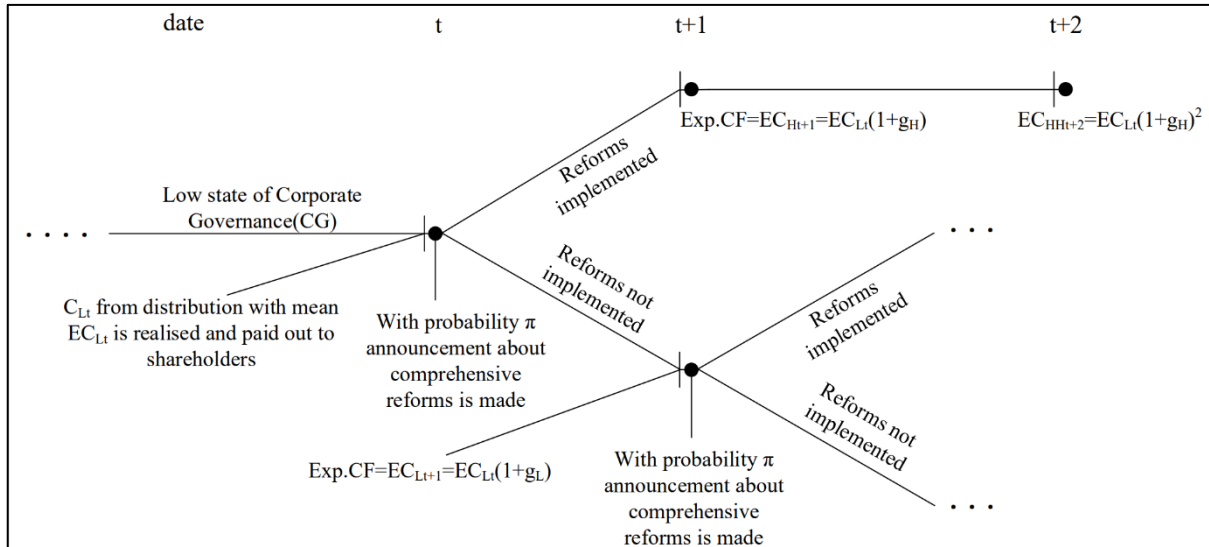 date t t+1 t+2
Exp.CF=EC_{Ht+1}=EC_{Lt}(1+g_H) EC_{HHt+2}=EC_{Lt}(1+g_H)^2
Reforms
implemented
Low state of Corporate
Governance(CG)
. . . .
. . .
Reforms not
implemented
C_{Lt} from distribution with mean
EC_{Lt} is realised and paid out to
shareholders
With probability π
announcement about
comprehensive
reforms is made
Reforms
implemented
Exp.CF=EC_{Lt+1}=EC_{Lt}(1+g_L)
Reforms not
implemented
With probability π
announcement about
comprehensive
reforms is made
. . .